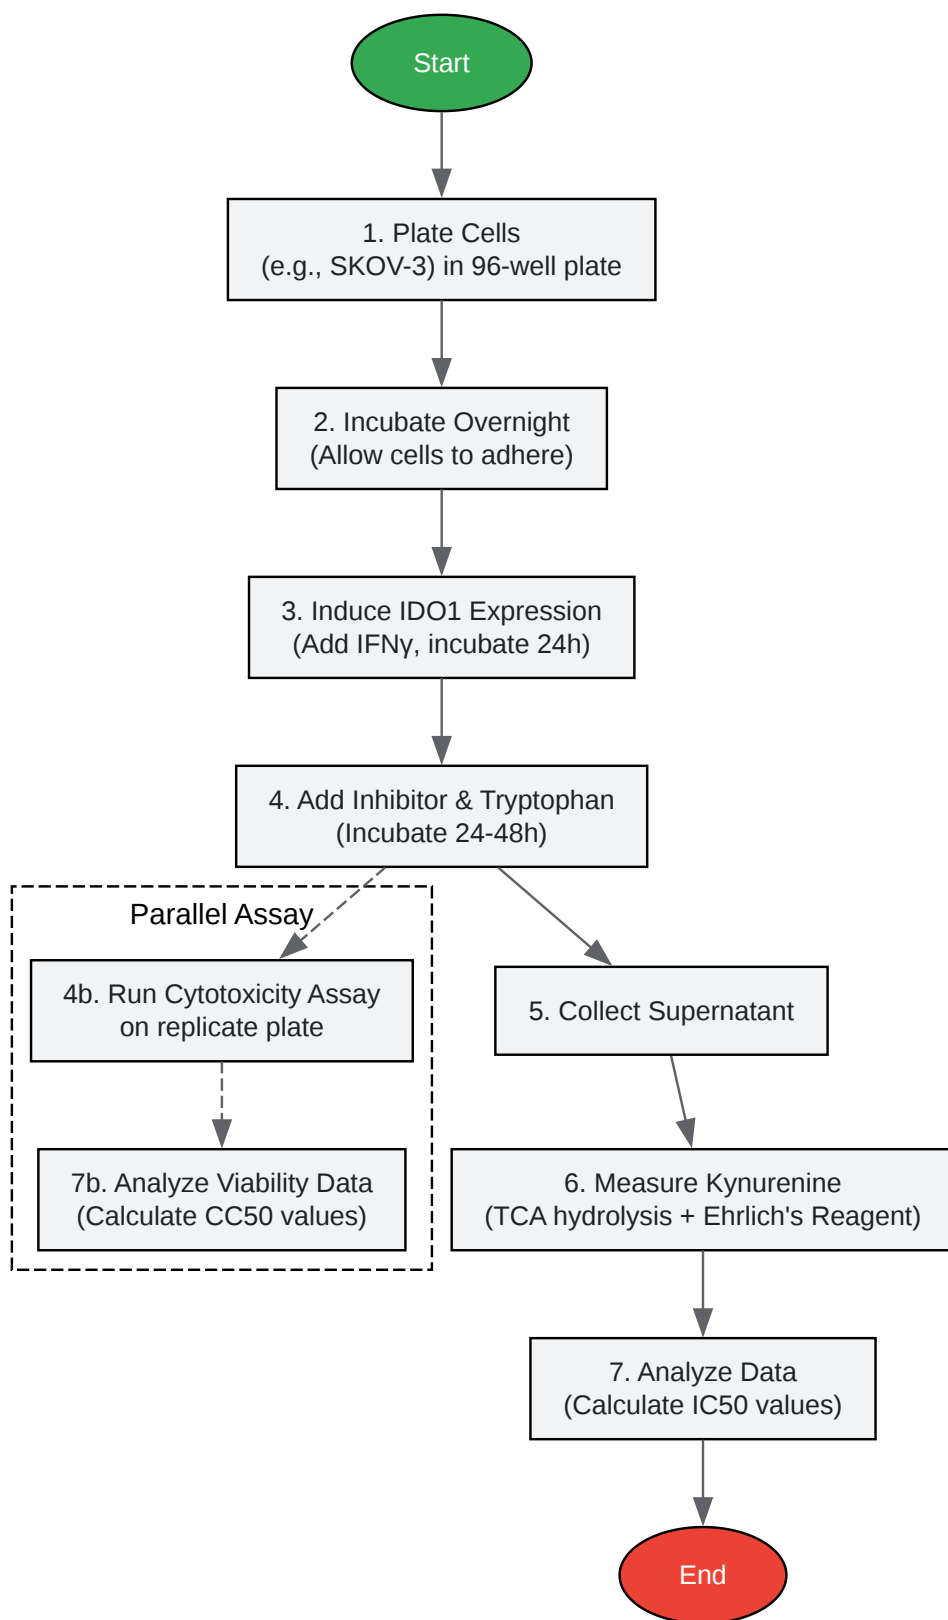 Start
1. Plate Cells
(e.g., SKOV-3) in 96-well plate
2. Incubate Overnight
(Allow cells to adhere)
3. Induce IDO1 Expression
(Add IFNγ, incubate 24h)
4. Add Inhibitor & Tryptophan
(Incubate 24-48h)
Parallel Assay
4b. Run Cytotoxicity Assay
on replicate plate
7b. Analyze Viability Data
(Calculate CC50 values)
5. Collect Supernatant
6. Measure Kynurenine
(TCA hydrolysis + Ehrlich's Reagent)
7. Analyze Data
(Calculate IC50 values)
End